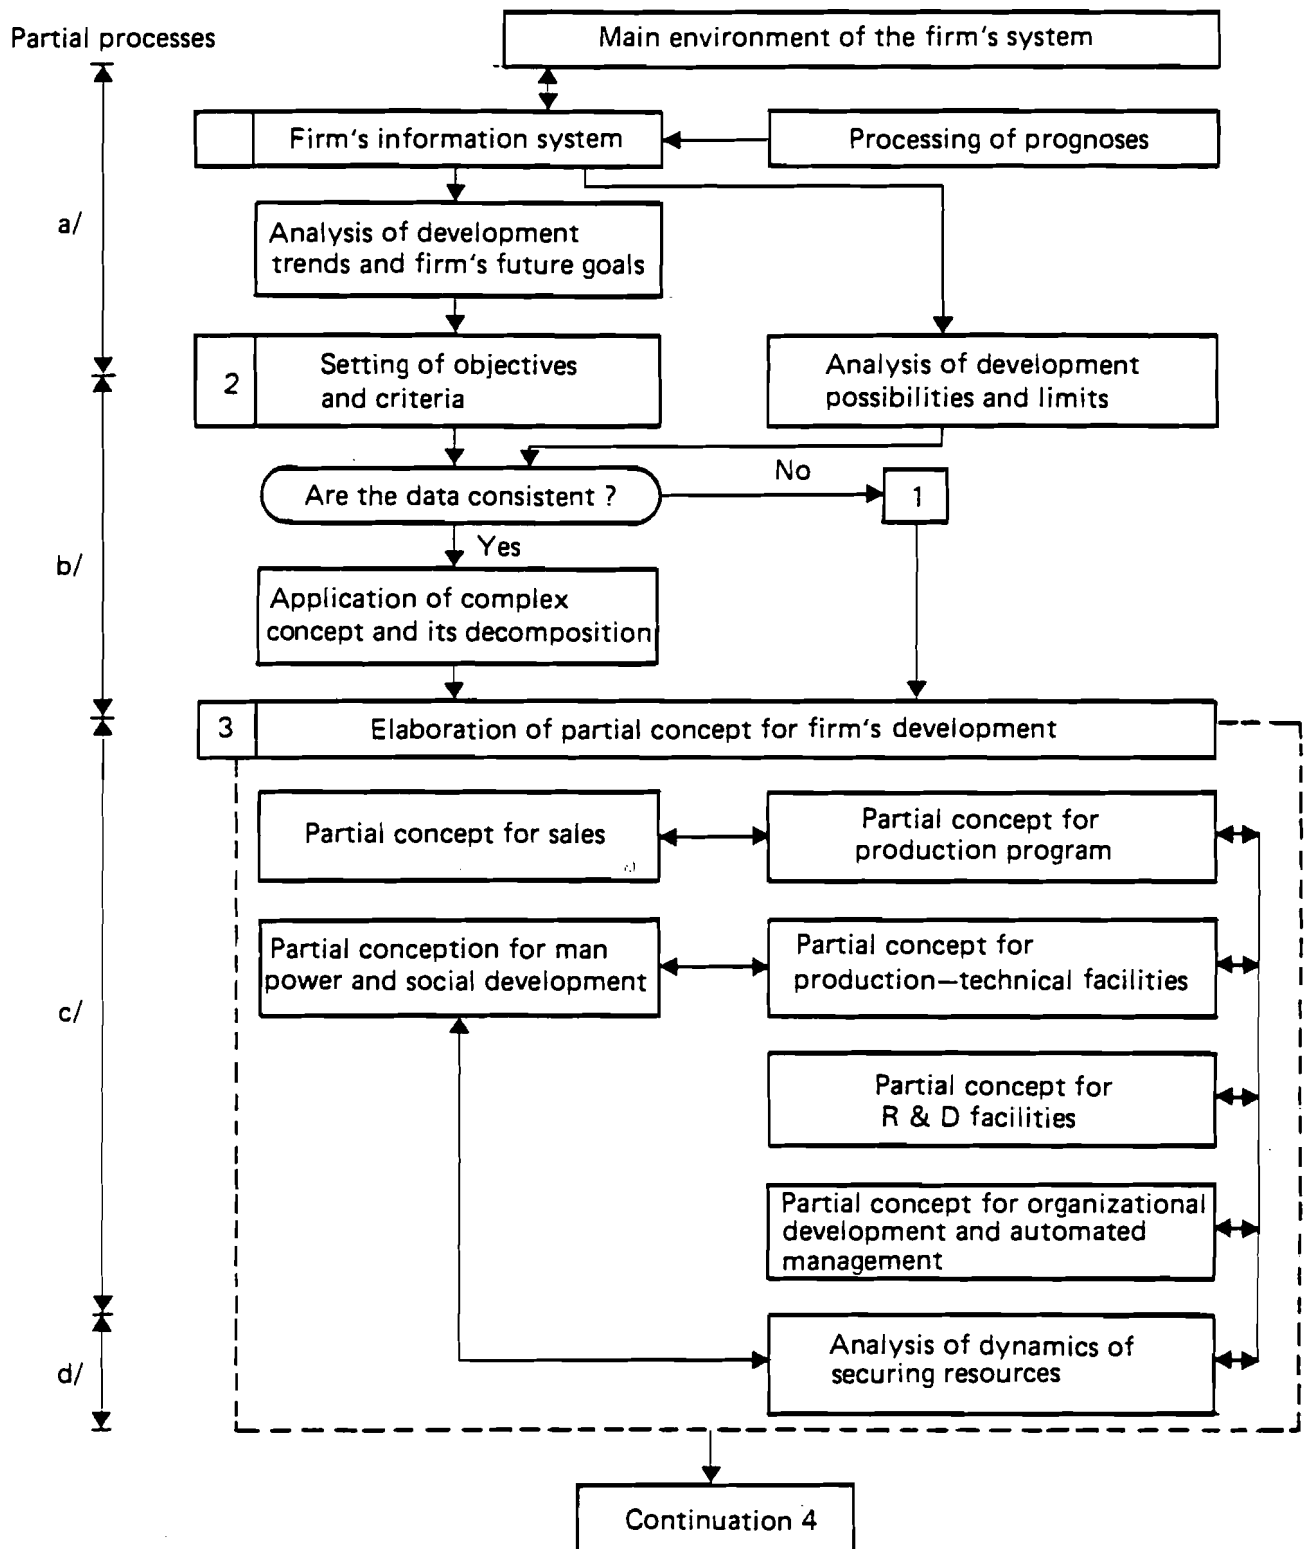 Partial processes
Main environment of the firm's system
Firm's information system
Processing of prognoses
a/
Analysis of development
trends and firm's future goals
2
Setting of objectives
and criteria
Analysis of development
possibilities and limits
No
Are the data consistent ?
1
Yes
b/
Application of complex
concept and its decomposition
3
Elaboration of partial concept for firm's development
Partial concept for sales
Partial concept for
production program
Partial conception for man
power and social development
Partial concept for
production—technical facilities
c/
Partial concept for
R & D facilities
Partial concept for organizational
development and automated
management
d/
Analysis of dynamics of
securing resources
Continuation 4